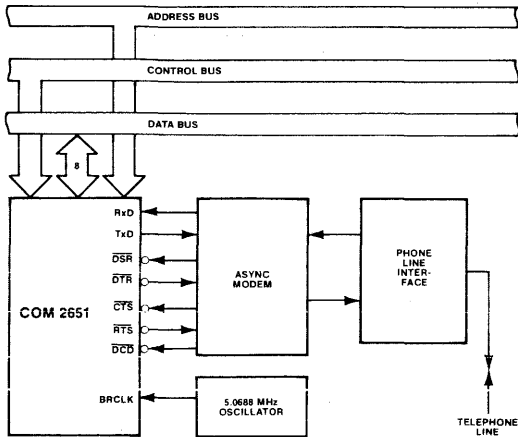 ADDRESS BUS
CONTROL BUS
DATA BUS
8
COM 2651
RxD
TxD
DSR
DTR
CTS
RTS
DCD
BRCLK
ASYNC
MODEM
5.0688 MHz
OSCILLATOR
PHONE
LINE
INTER-
FACE
TELEPHONE
LINE